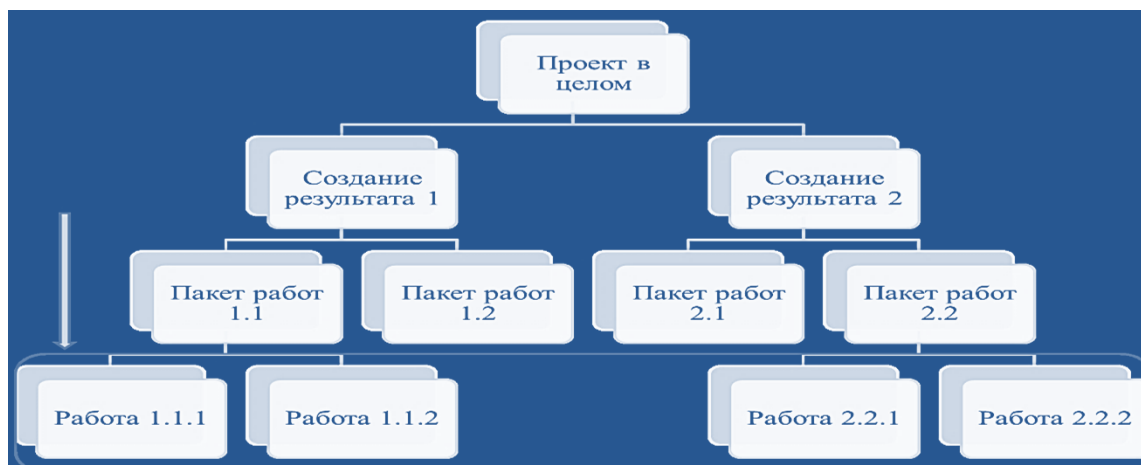 Проект в
целом
Создание
результата 1
Создание
результата 2
Пакет работ
1.1
Пакет работ
1.2
Пакет работ
2.1
Пакет работ
2.2
Работа 1.1.1
Работа 1.1.2
Работа 2.2.1
Работа 2.2.2